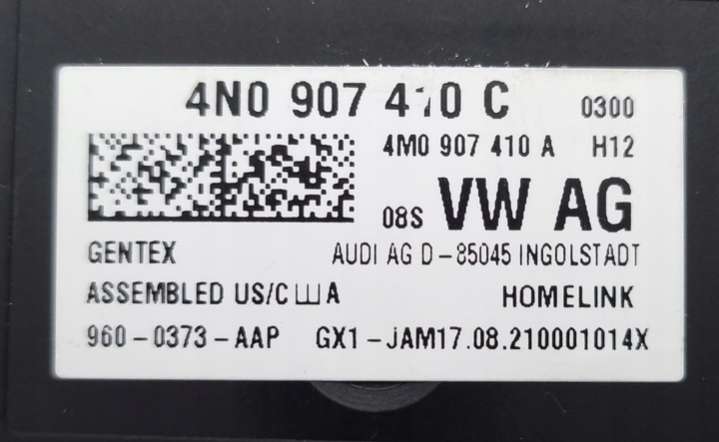 4N0 907 410 C 0300
4M0 907 410 A H12
08S VW AG
GENTEX AUDI AG D-85045 INGOLSTADT
ASSEMBLED US/CШA HOMELINK
960-0373-AAP GX1-JAM17.08.210001014X